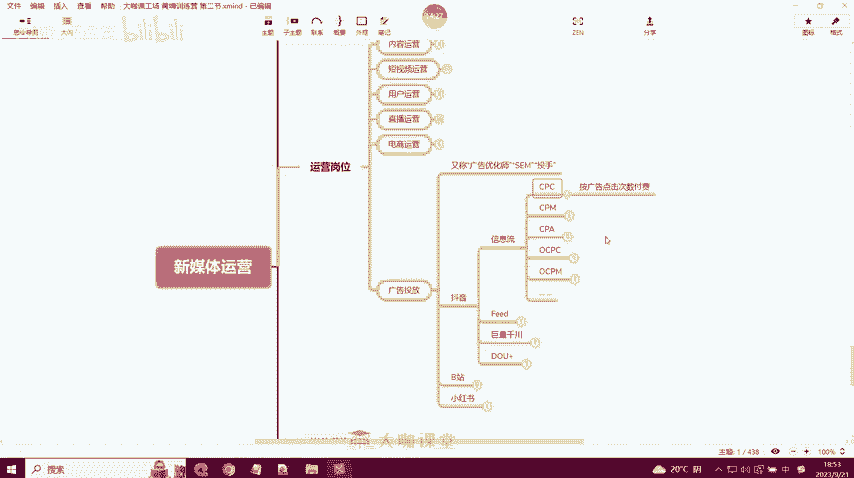 文件 编辑 插入 查看 帮助 大咖课工场 商务训练营 第二节.xmind - 已编辑
思维导图 大纲 主题 子主题 联系 概要 外框 笔记 ZEN 分享 图标 格式
bilibili
内容运营
短视频运营
用户运营
直播运营
电商运营
运营岗位
又称"广告优化师""SEM""投手"
CPC 按广告点击次数付费
CPM
CPA
信息流
OCPC
新媒体运营
OCPM
广告投放
抖音
Feed
巨量千川
DOU+
B站
小红书
大咖课堂
主题: 1 / 438 100%
搜索
20°C 阴
中
18:53
2023/9/21